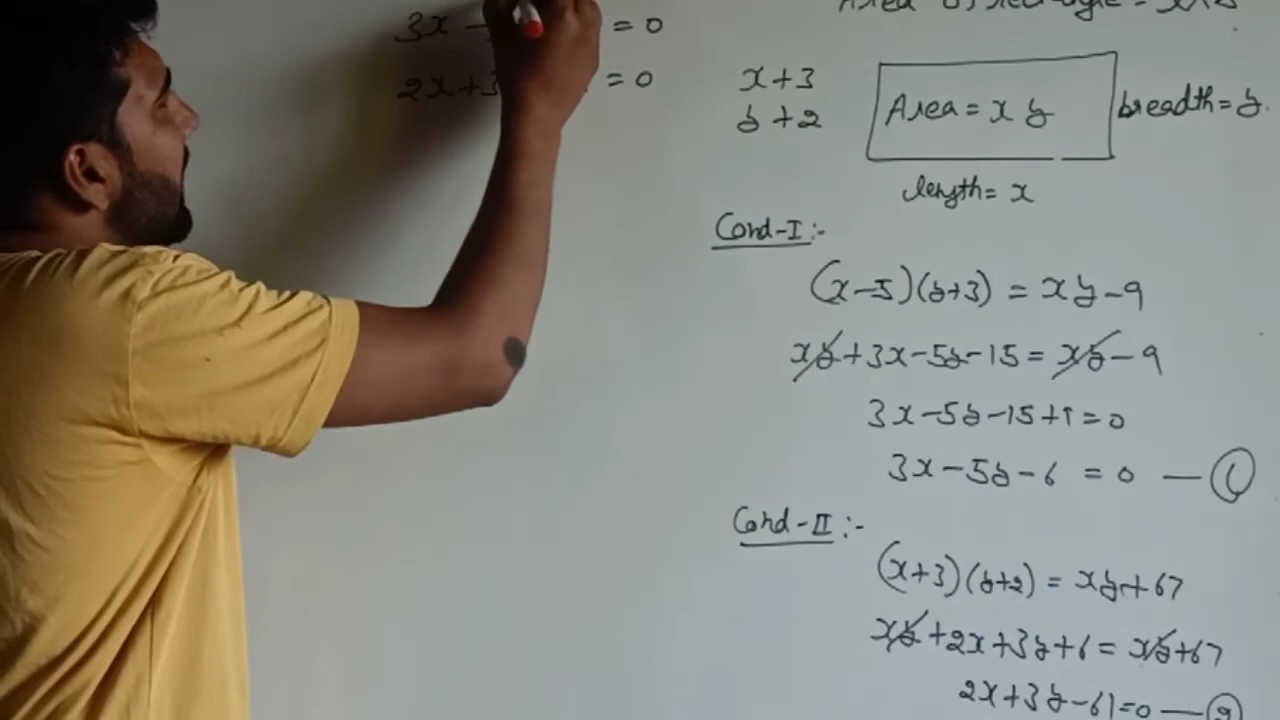 3x - = 0
2x+3 = 0
= x×y
x+3
y+2
Area = x y
breadth = y.
length = x
Cond-I :-
(x-5)(y+3) = xy-9
xy+3x-5y-15 = xy-9
3x-5y-15+9=0
3x-5y-6 = 0 — 1
Cond-II :-
(x+3)(y+2) = xy+67
xy+2x+3y+6 = xy+67
2x+3y-61=0 — 2